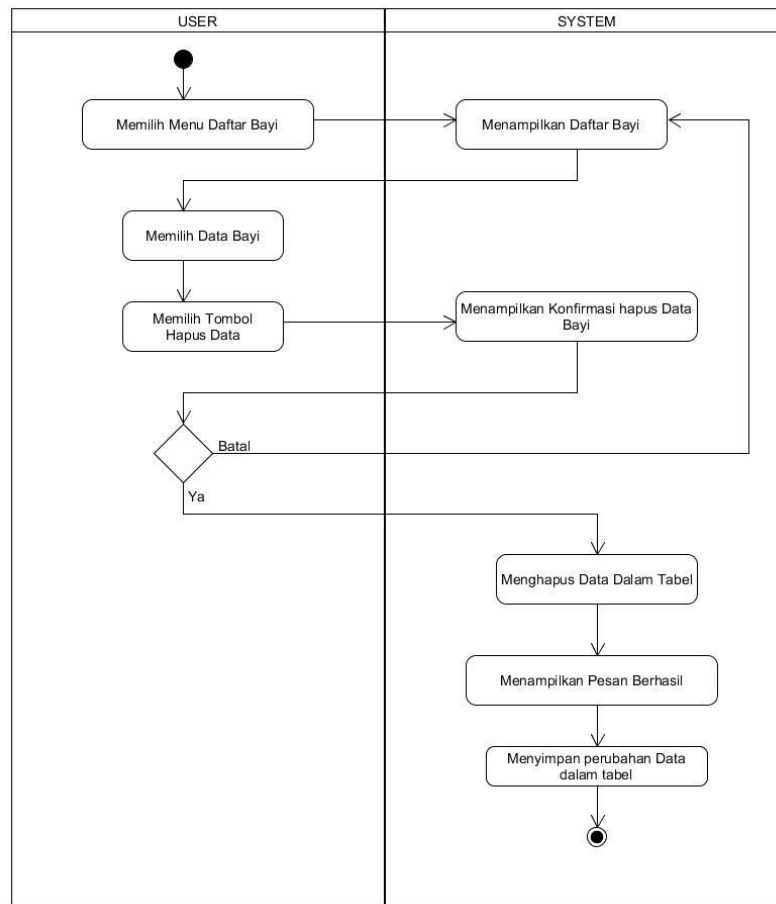 USER
SYSTEM
Memilih Menu Daftar Bayi
Menampilkan Daftar Bayi
Memilih Data Bayi
Memilih Tombol
Hapus Data
Menampilkan Konfirmasi hapus Data
Bayi
Batal
Ya
Menghapus Data Dalam Tabel
Menampilkan Pesan Berhasil
Menyimpan perubahan Data
dalam tabel